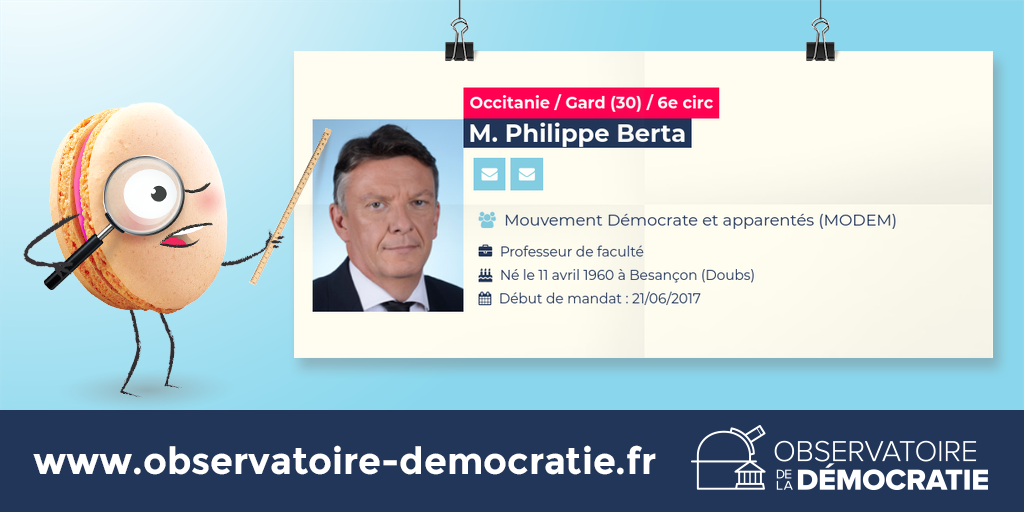 Occitanie / Gard (30) / 6e circ
M. Philippe Berta
Mouvement Démocrate et apparentés (MODEM)
Professeur de faculté
Né le 11 avril 1960 à Besançon (Doubs)
Début de mandat : 21/06/2017
www.observatoire-democratie.fr
OBSERVATOIRE
DE LA DÉMOCRATIE